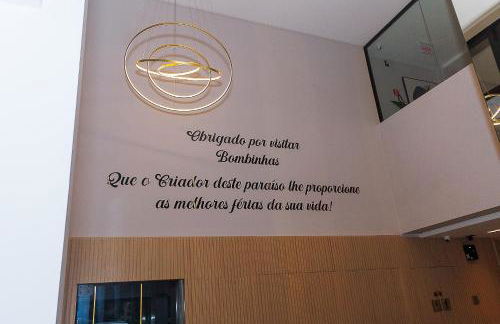 Obrigado por visitar
Bombinhas
Que o Criador deste paraíso lhe proporcione
as melhores férias da sua vida!